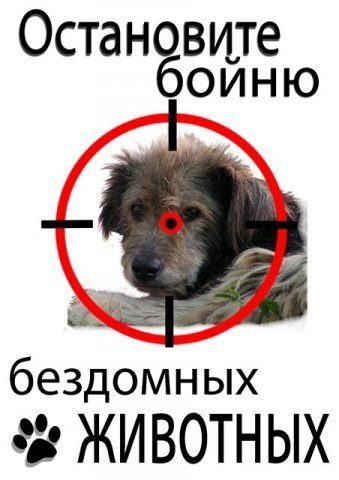 Остановите
бойню
бездомных
ЖИВОТНЫХ